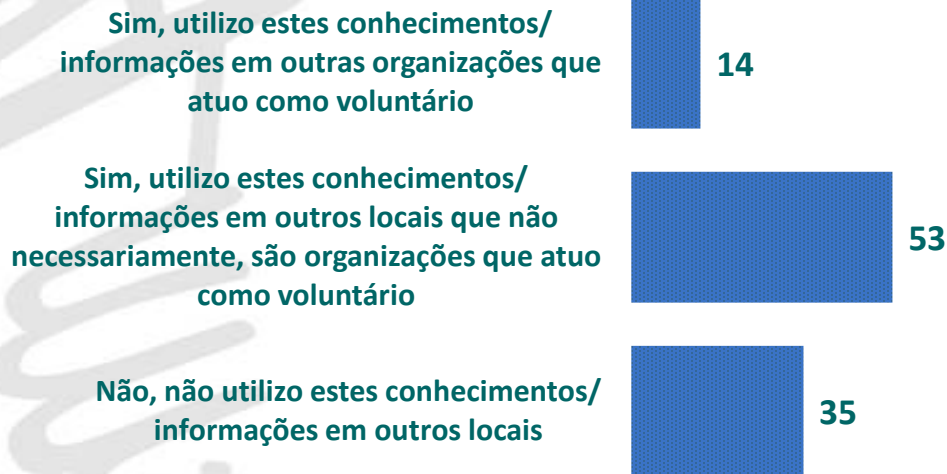 Sim, utilizo estes conhecimentos/
informações em outras organizações que
atuo como voluntário
14
Sim, utilizo estes conhecimentos/
informações em outros locais que não
necessariamente, são organizações que atuo
como voluntário
53
Não, não utilizo estes conhecimentos/
informações em outros locais
35